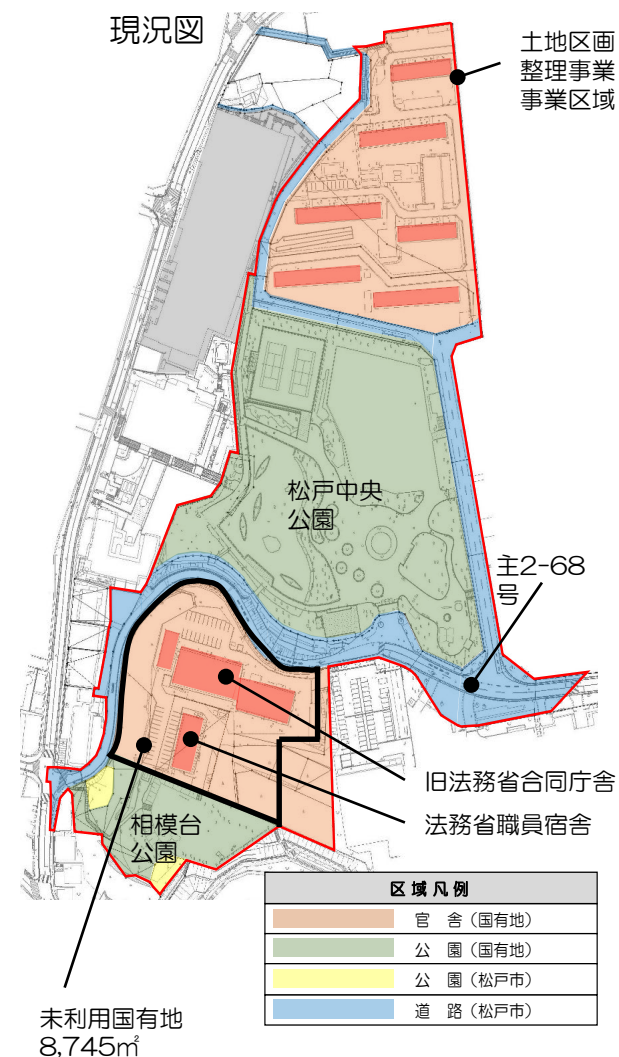 現況図
土地区画
整理事業
事業区域
松戸中央
公園
主2-68
号
旧法務省合同庁舎
法務省職員宿舎
相模台
公園
区域凡例
官 舎（国有地）
公 園（国有地）
公 園（松戸市）
道 路（松戸市）
未利用国有地
8,745㎡